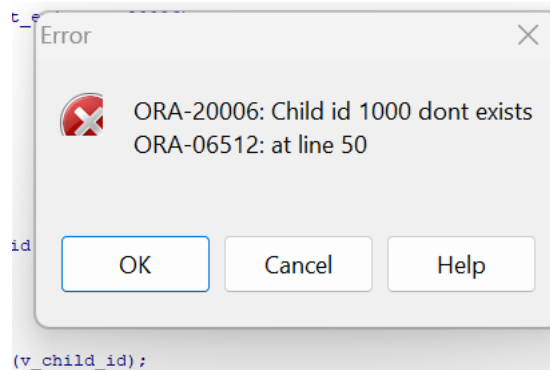 Error
ORA-20006: Child id 1000 dont exists
ORA-06512: at line 50
id
OK
Cancel
Help
(v_child_id);